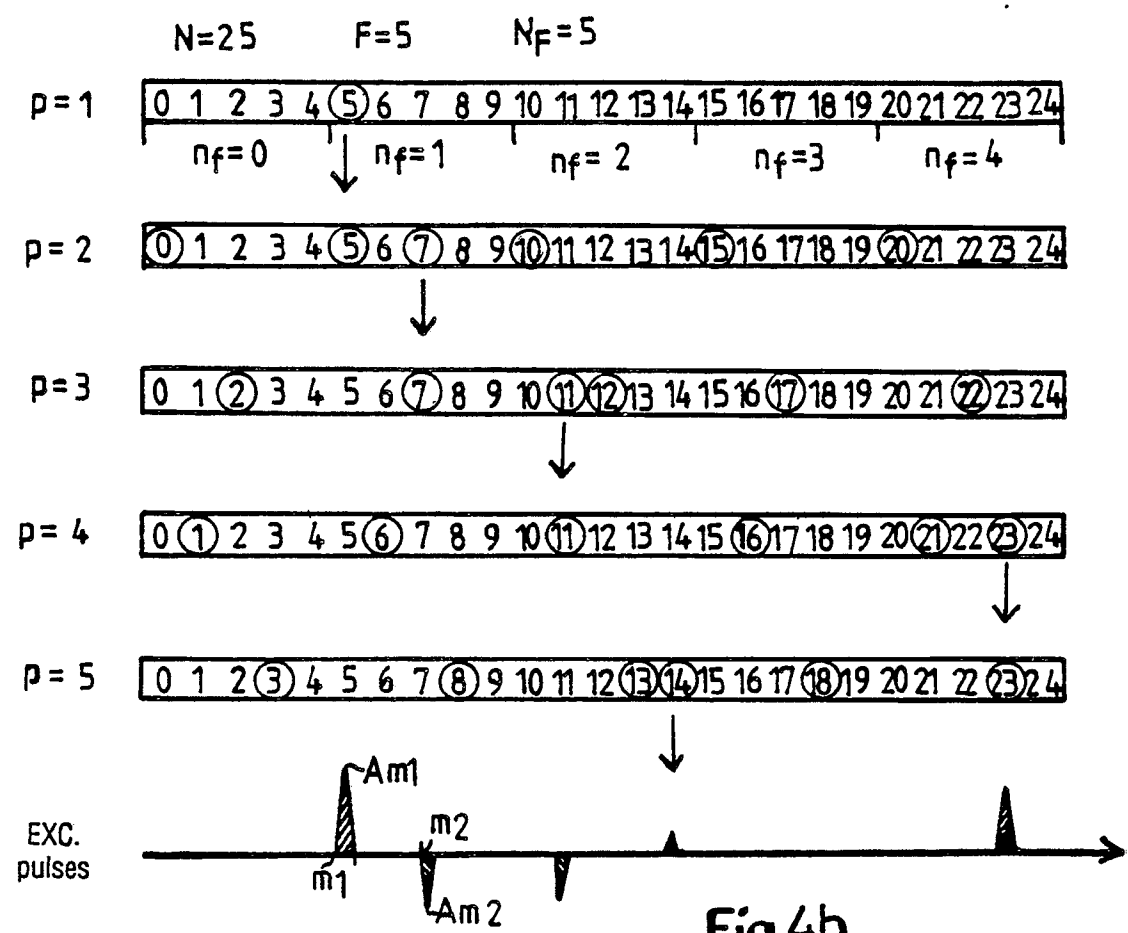 N=25 F=5 NF=5
p=1 0 1 2 3 4 5 6 7 8 9 10 11 12 13 14 15 16 17 18 19 20 21 22 23 24
nf=0 nf=1 nf=2 nf=3 nf=4
p=2 0 1 2 3 4 5 6 7 8 9 10 11 12 13 14 15 16 17 18 19 20 21 22 23 24
p=3 0 1 2 3 4 5 6 7 8 9 10 11 12 13 14 15 16 17 18 19 20 21 22 23 24
p=4 0 1 2 3 4 5 6 7 8 9 10 11 12 13 14 15 16 17 18 19 20 21 22 23 24
p=5 0 1 2 3 4 5 6 7 8 9 10 11 12 13 14 15 16 17 18 19 20 21 22 23 24
Am1
EXC.
pulses
m2
m1
Am2
Fig.4b